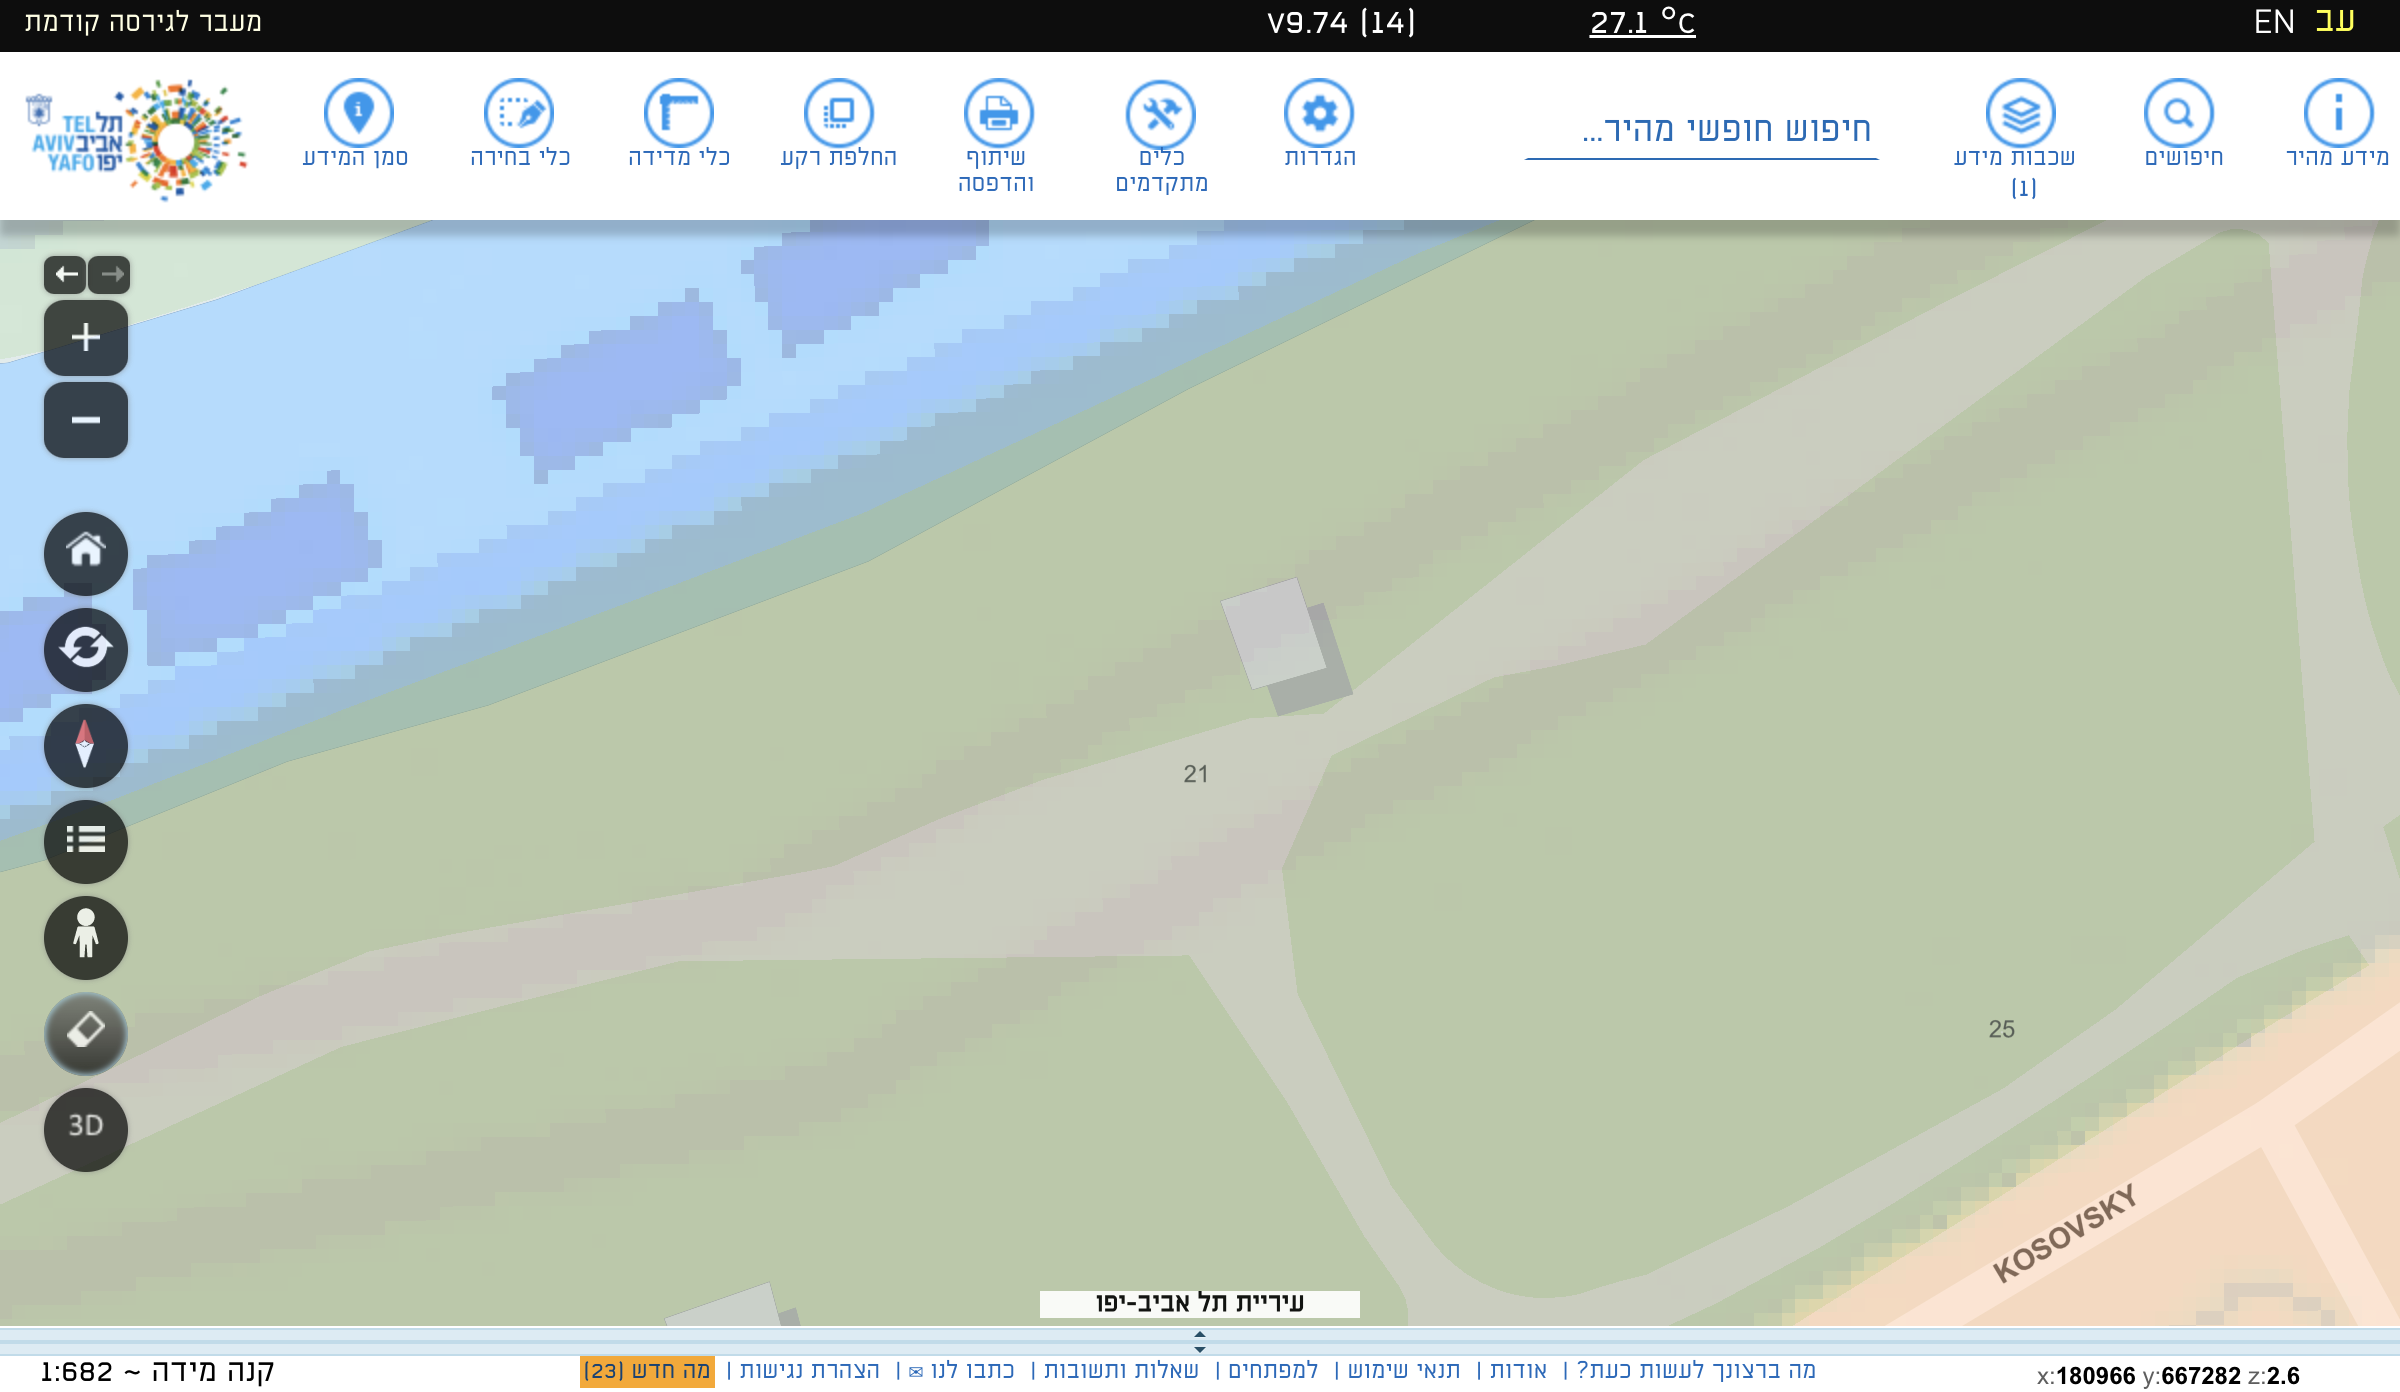 מעבר לגירסה קודמת
V9.74 (14)
27.1 °C
EN עב
תל
TEL
אביב
AVIV
יפו
YAFO
סמן המידע
כלי בחירה
כלי מדידה
החלפת רקע
שיתוף והדפסה
כלים מתקדמים
הגדרות
חיפוש חופשי מהיר...
שכבות מידע (1)
חיפושים
מידע מהיר
3D
21
25
KOSOVSKY
עיריית תל אביב-יפו
קנה מידה ~ 1:682
מה ברצונך לעשות כעת? | אודות | תנאי שימוש | למפתחים | שאלות ותשובות | כתבו לנו ✉ | הצהרת נגישות | מה חדש (23)
x:180966 y:667282 z:2.6